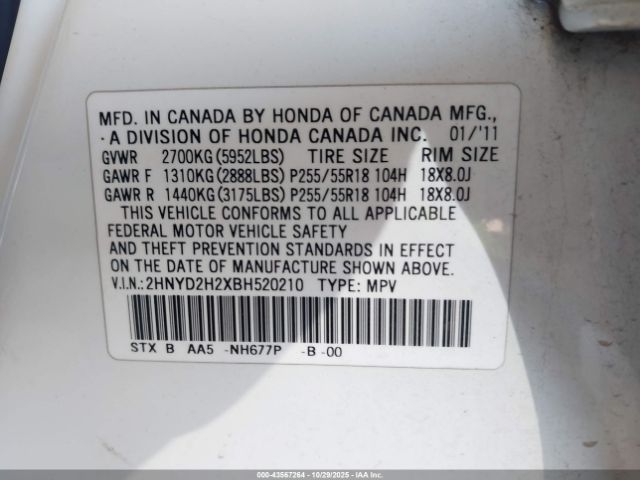 MFD. IN CANADA BY HONDA OF CANADA MFG.,
A DIVISION OF HONDA CANADA INC. 01/'11
GVWR 2700KG(5952LBS) TIRE SIZE RIM SIZE
GAWR F 1310KG(2888LBS) P255/55R18 104H 18X8.0J
GAWR R 1440KG(3175LBS) P255/55R18 104H 18X8.0J
THIS VEHICLE CONFORMS TO ALL APPLICABLE
FEDERAL MOTOR VEHICLE SAFETY
AND THEFT PREVENTION STANDARDS IN EFFECT
ON THE DATE OF MANUFACTURE SHOWN ABOVE.
V.I.N.: 2HNYD2H2XBH520210 TYPE: MPV
STX B AA5 -NH677P -B -00
000-43567264 | 10/29/2025 | IAAI.COM